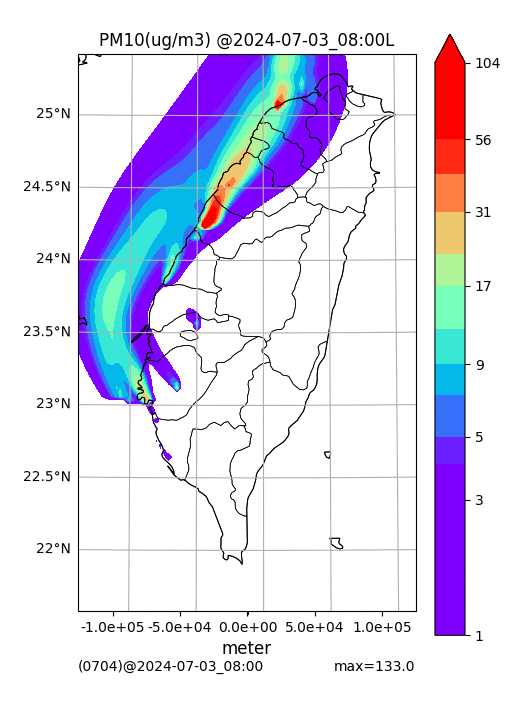 PM10(ug/m3) @2024-07-03_08:00L
104
56
31
17
9
5
3
1
25°N
24.5°N
24°N
23.5°N
23°N
22.5°N
22°N
-1.0e+05 -5.0e+04 0.0e+00 5.0e+04 1.0e+05
meter
(0704)@2024-07-03_08:00 max=133.0